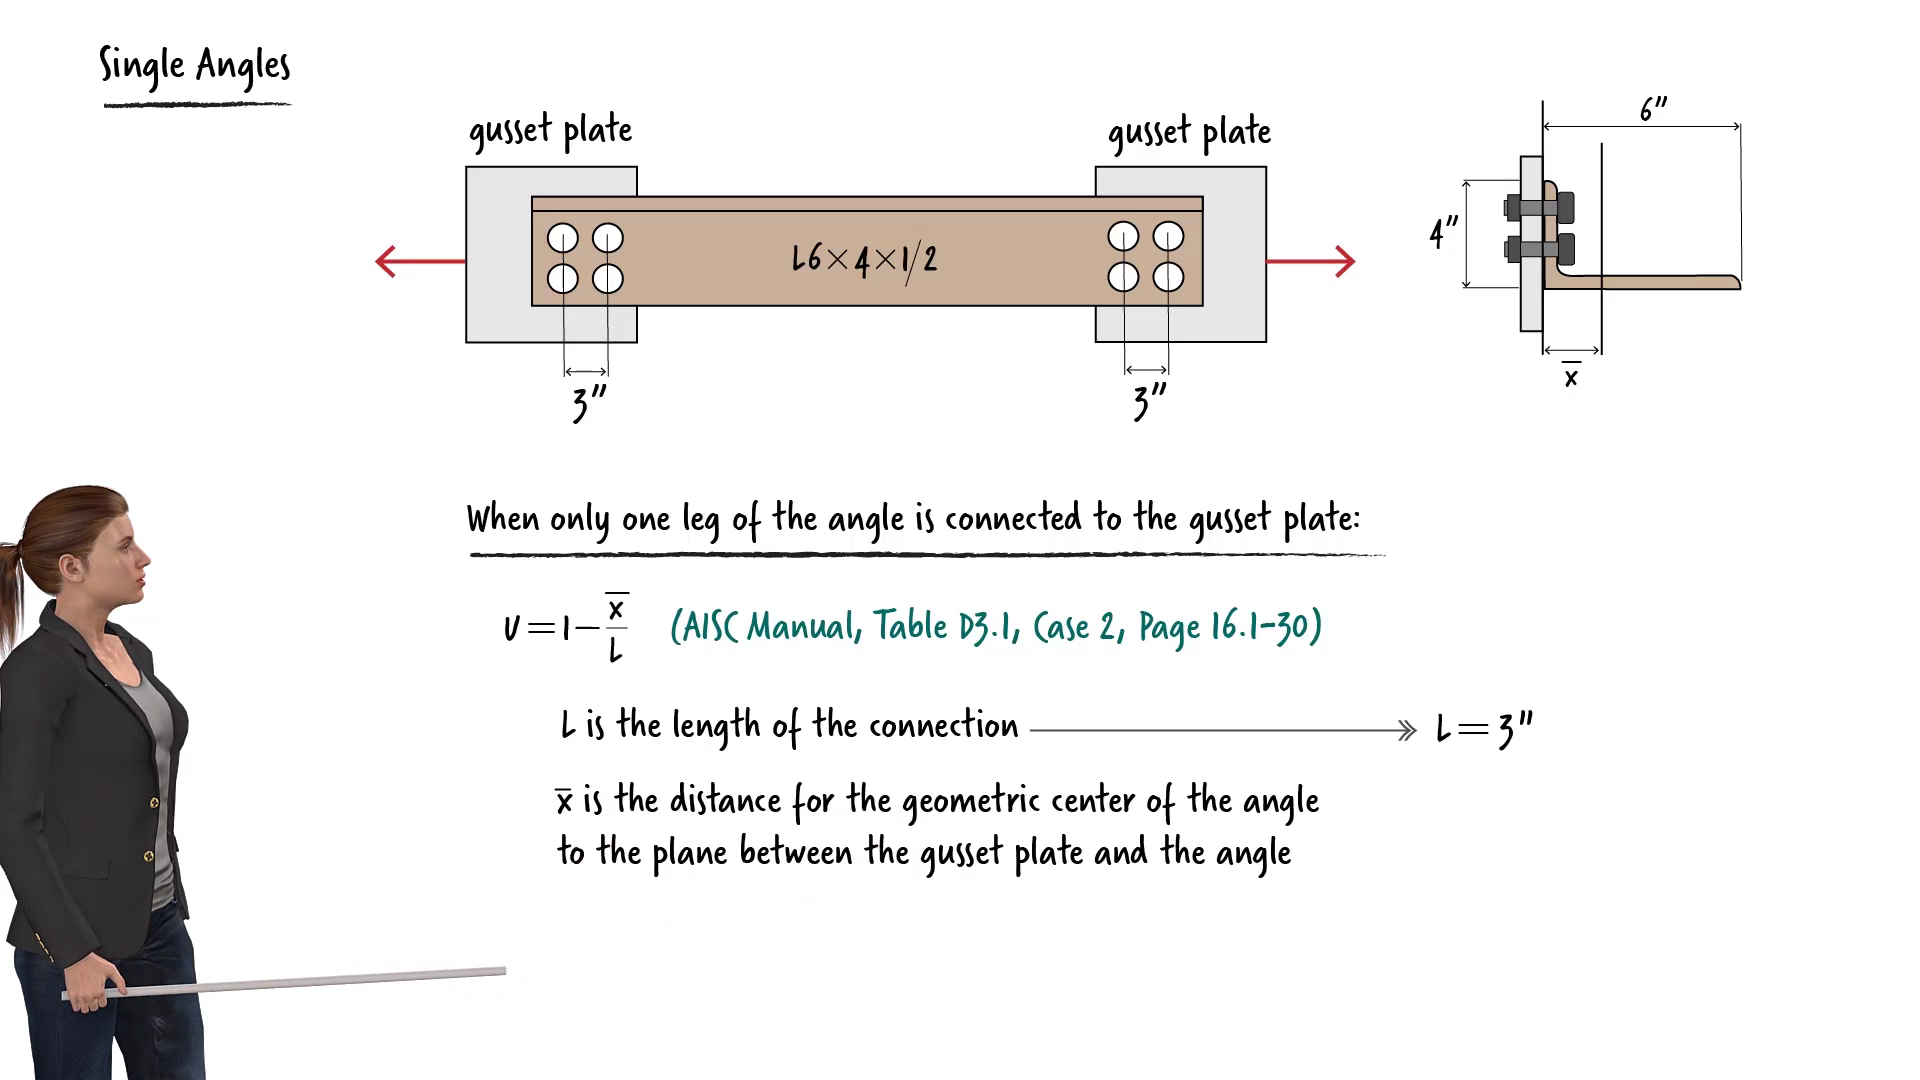 Single Angles
gusset plate
gusset plate
6"
4"
L6×4×1/2
x̅
3"
3"
When only one leg of the angle is connected to the gusset plate:
U = 1 − x̅/L (AISC Manual, Table D3.1, Case 2, Page 16.1-30)
L is the length of the connection L = 3"
x̅ is the distance for the geometric center of the angle
to the plane between the gusset plate and the angle